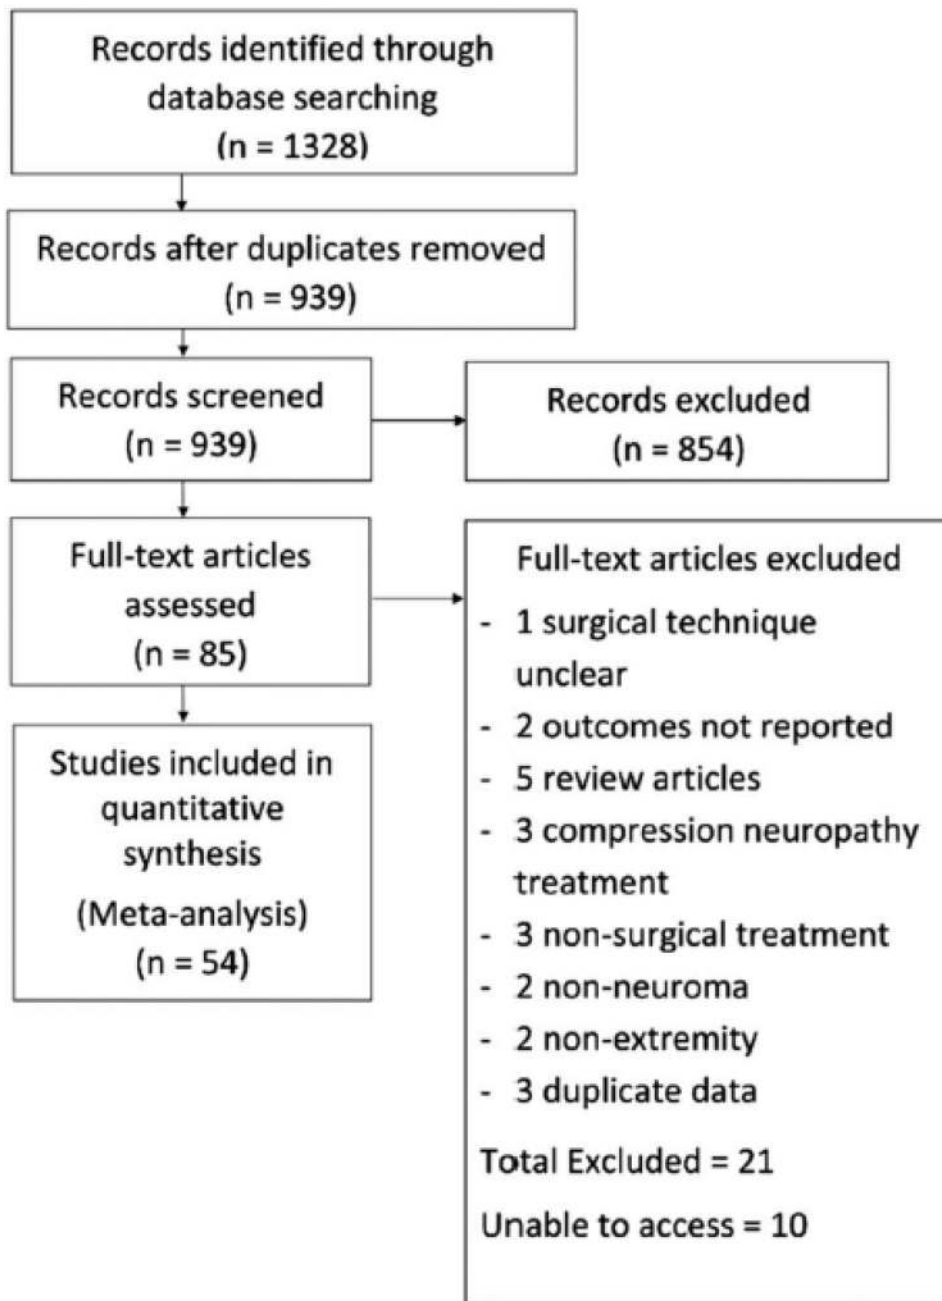 Records identified through
database searching
(n = 1328)
Records after duplicates removed
(n = 939)
Records screened
(n = 939)
Records excluded
(n = 854)
Full-text articles
assessed
(n = 85)
Full-text articles excluded
- 1 surgical technique
unclear
- 2 outcomes not reported
- 5 review articles
- 3 compression neuropathy
treatment
- 3 non-surgical treatment
- 2 non-neuroma
- 2 non-extremity
- 3 duplicate data
Total Excluded = 21
Unable to access = 10
Studies included in
quantitative
synthesis
(Meta-analysis)
(n = 54)